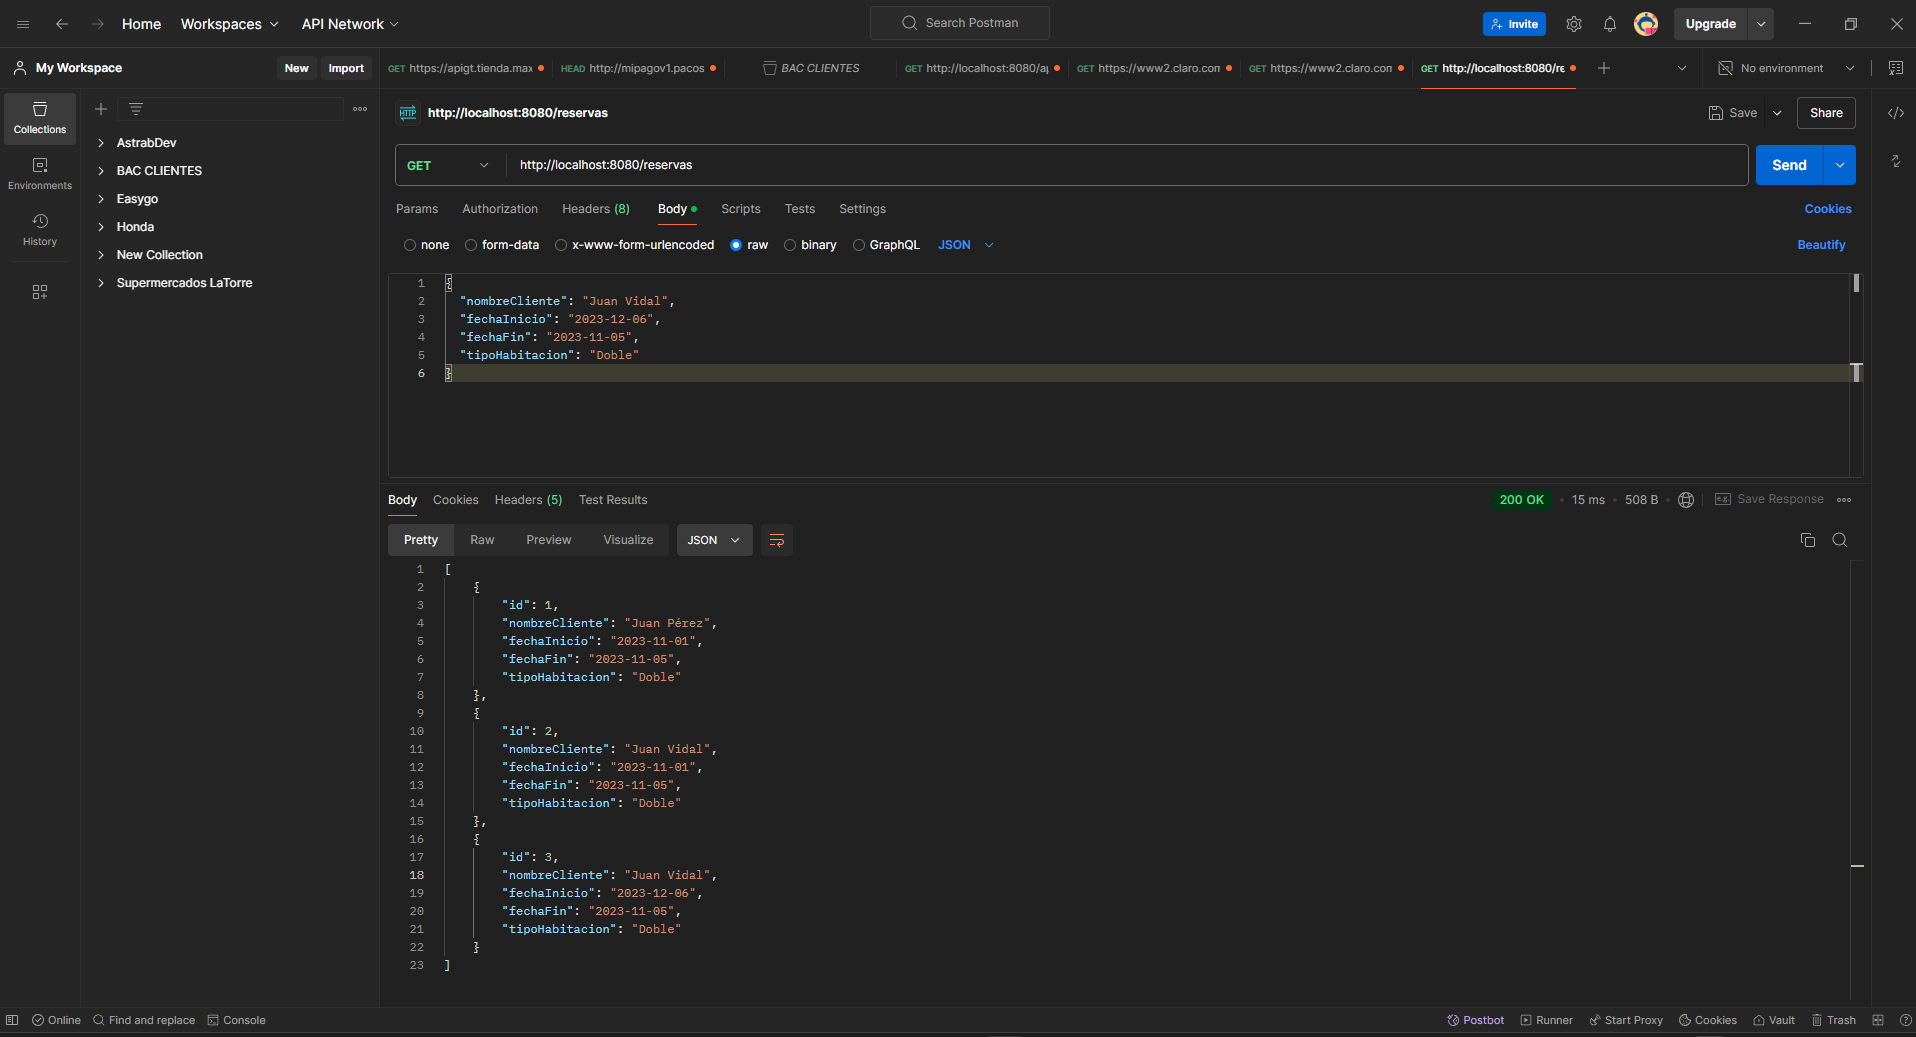 Home Workspaces API Network Search Postman Invite Upgrade
My Workspace New Import GET https://apigt.tienda.max HEAD http://mipagov1.pacos BAC CLIENTES GET http://localhost:8080/a GET https://www2.claro.com GET https://www2.claro.com GET http://localhost:8080/re No environment
Collections
Environments
History
AstrabDev
BAC CLIENTES
Easygo
Honda
New Collection
Supermercados LaTorre
HTTP http://localhost:8080/reservas Save Share
GET http://localhost:8080/reservas Send
Params Authorization Headers (8) Body Scripts Tests Settings Cookies
none form-data x-www-form-urlencoded raw binary GraphQL JSON Beautify
1 {
2 "nombreCliente": "Juan Vidal",
3 "fechaInicio": "2023-12-06",
4 "fechaFin": "2023-11-05",
5 "tipoHabitacion": "Doble"
6 }
Body Cookies Headers (5) Test Results 200 OK 15 ms 508 B Save Response
Pretty Raw Preview Visualize JSON
1 [
2 {
3 "id": 1,
4 "nombreCliente": "Juan Pérez",
5 "fechaInicio": "2023-11-01",
6 "fechaFin": "2023-11-05",
7 "tipoHabitacion": "Doble"
8 },
9 {
10 "id": 2,
11 "nombreCliente": "Juan Vidal",
12 "fechaInicio": "2023-11-01",
13 "fechaFin": "2023-11-05",
14 "tipoHabitacion": "Doble"
15 },
16 {
17 "id": 3,
18 "nombreCliente": "Juan Vidal",
19 "fechaInicio": "2023-12-06",
20 "fechaFin": "2023-11-05",
21 "tipoHabitacion": "Doble"
22 }
23 ]
Online Find and replace Console Postbot Runner Start Proxy Cookies Vault Trash